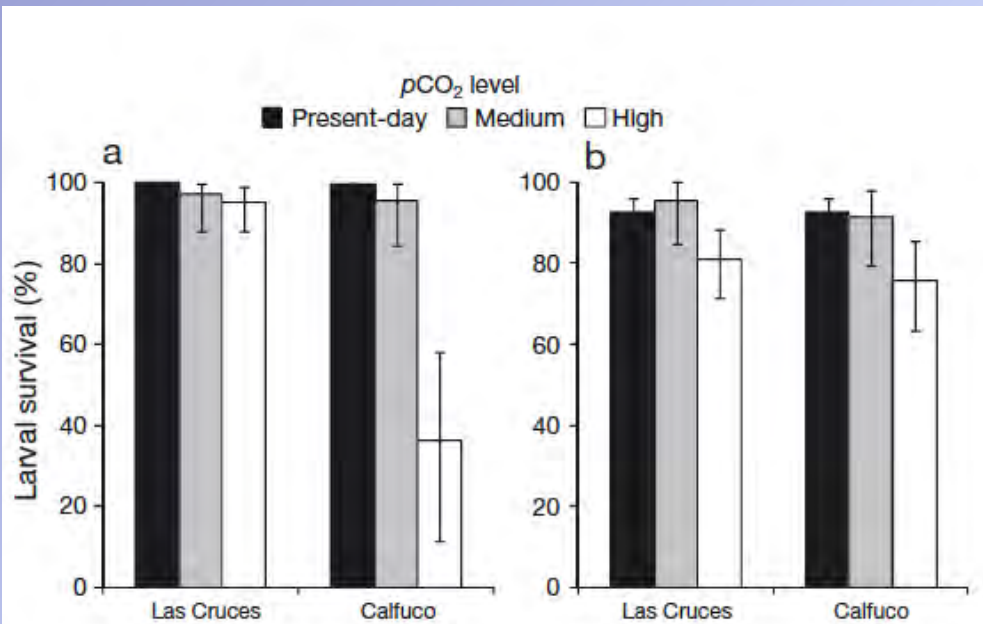 pCO₂ level
Present-day Medium High
a
b
Larval survival (%)
100
80
60
40
20
0
Las Cruces Calfuco
100
80
60
40
20
0
Las Cruces Calfuco